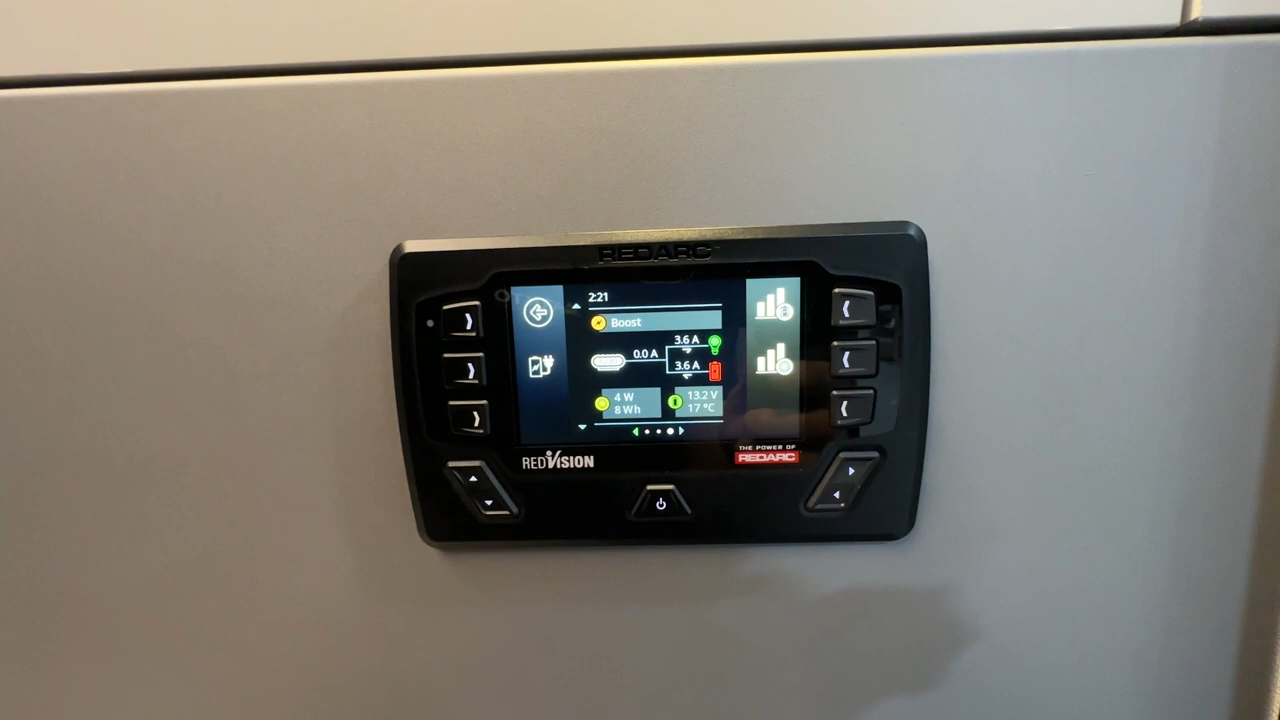 REDARC
2:21
Boost
3.6 A
0.0 A
3.6 A
4 W
8 Wh
13.2 V
17 °C
REDVISION
THE POWER OF
REDARC